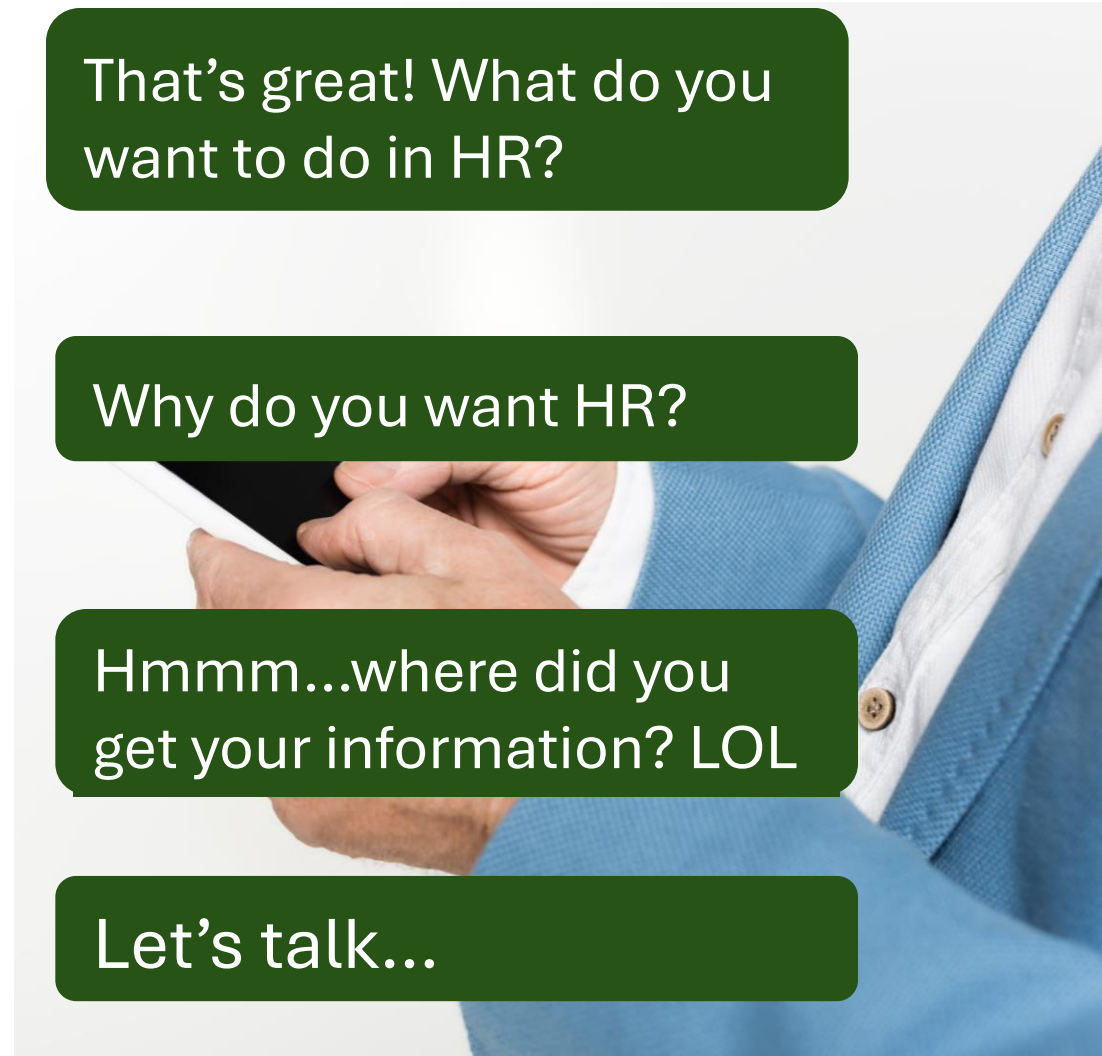 That’s great! What do you
want to do in HR?
Why do you want HR?
Hmmm...where did you
get your information? LOL
Let’s talk...